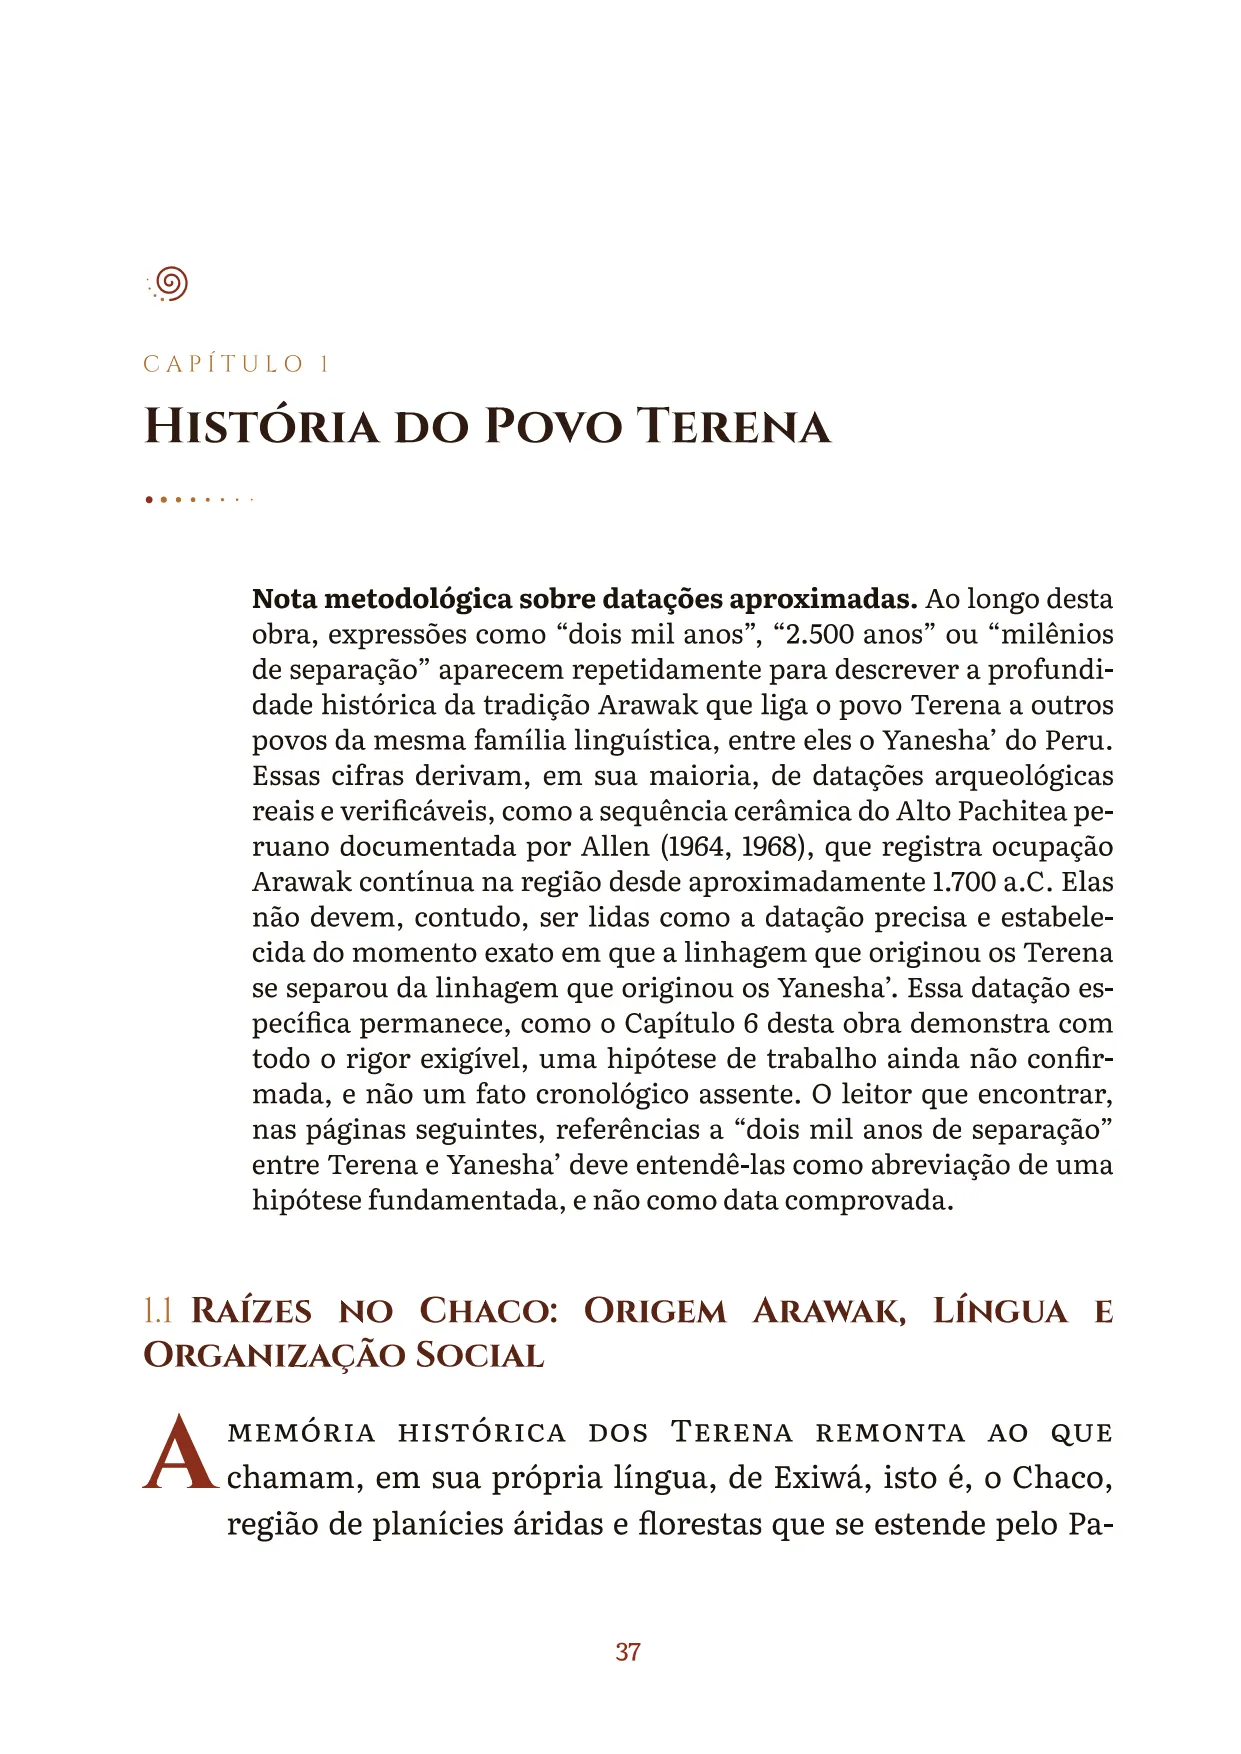 CAPÍTULO 1
História do Povo Terena
Nota metodológica sobre datações aproximadas. Ao longo desta
obra, expressões como “dois mil anos”, “2.500 anos” ou “milênios
de separação” aparecem repetidamente para descrever a profundi-
dade histórica da tradição Arawak que liga o povo Terena a outros
povos da mesma família linguística, entre eles o Yanesha’ do Peru.
Essas cifras derivam, em sua maioria, de datações arqueológicas
reais e verificáveis, como a sequência cerâmica do Alto Pachitea pe-
ruano documentada por Allen (1964, 1968), que registra ocupação
Arawak contínua na região desde aproximadamente 1.700 a.C. Elas
não devem, contudo, ser lidas como a datação precisa e estabele-
cida do momento exato em que a linhagem que originou os Terena
se separou da linhagem que originou os Yanesha’. Essa datação es-
pecífica permanece, como o Capítulo 6 desta obra demonstra com
todo o rigor exigível, uma hipótese de trabalho ainda não confir-
mada, e não um fato cronológico assente. O leitor que encontrar,
nas páginas seguintes, referências a “dois mil anos de separação”
entre Terena e Yanesha’ deve entendê-las como abreviação de uma
hipótese fundamentada, e não como data comprovada.
1.1 Raízes no Chaco: Origem Arawak, Língua e
Organização Social
A memória histórica dos Terena remonta ao que
chamam, em sua própria língua, de Exiwá, isto é, o Chaco,
região de planícies áridas e florestas que se estende pelo Pa-
37